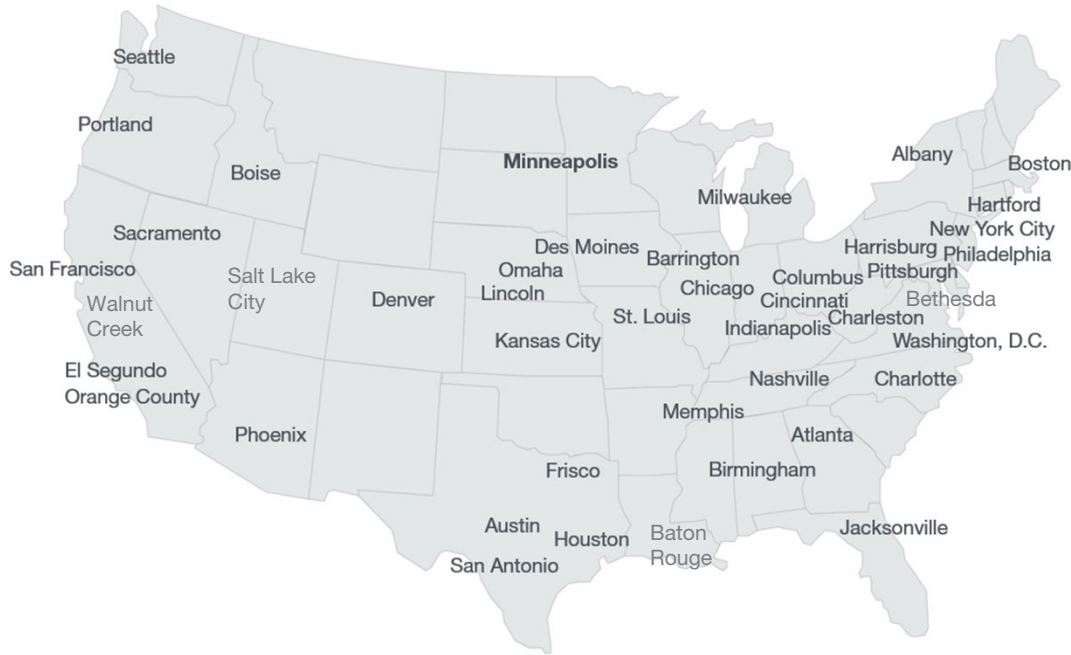 Seattle
Portland
Boise
Minneapolis
Albany
Boston
Milwaukee
Hartford
New York City
Sacramento
Des Moines
Barrington
Harrisburg
Philadelphia
San Francisco
Omaha
Columbus
Pittsburgh
Salt Lake
City
Denver
Lincoln
Chicago
Cincinnati
Bethesda
Walnut
Creek
St. Louis
Indianapolis
Charleston
Kansas City
Washington, D.C.
El Segundo
Orange County
Nashville
Charlotte
Memphis
Phoenix
Atlanta
Frisco
Birmingham
Austin
Houston
Baton
Rouge
Jacksonville
San Antonio